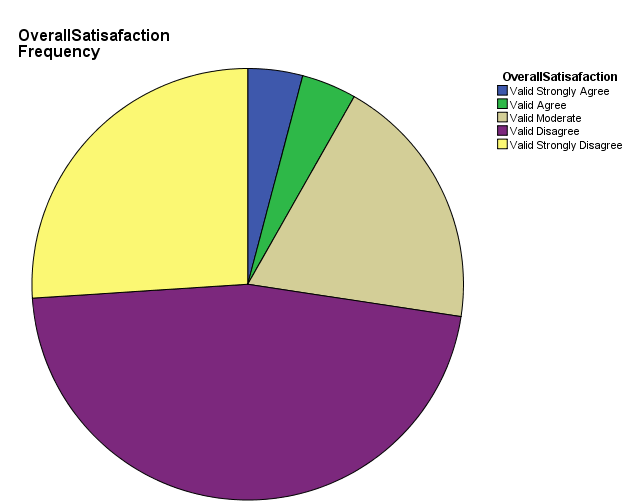 OverallSatisafaction
Frequency
OverallSatisafaction
Valid Strongly Agree
Valid Agree
Valid Moderate
Valid Disagree
Valid Strongly Disagree